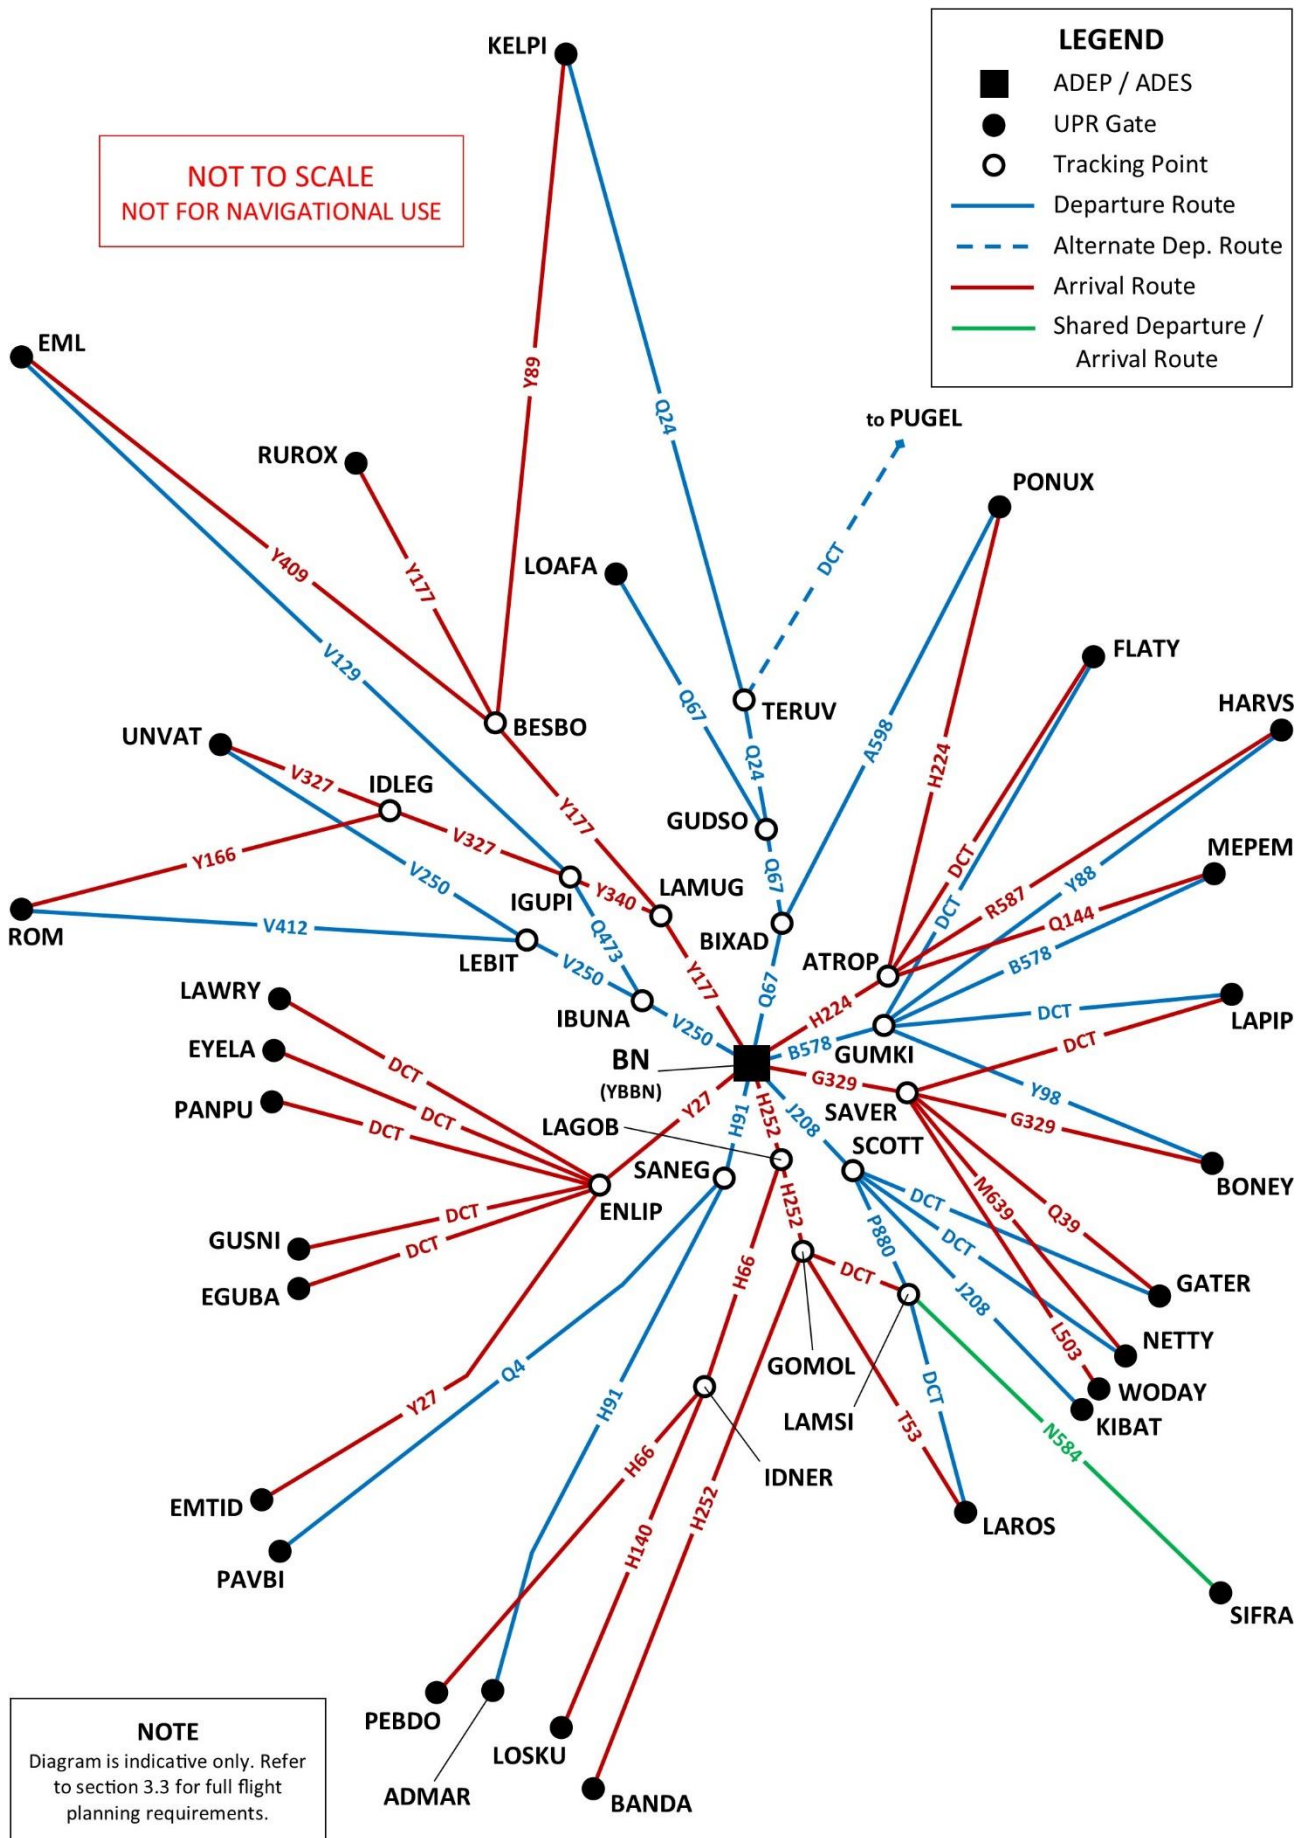 KELPI
LEGEND
ADEP / ADES
UPR Gate
Tracking Point
Departure Route
Alternate Dep. Route
Arrival Route
Shared Departure /
Arrival Route
NOT TO SCALE
NOT FOR NAVIGATIONAL USE
EML
Y89
Q24
to PUGEL
RUROX
PONUX
Y409
Y177
LOAFA
DCT
V129
FLATY
Q67
TERUV
HARVS
UNVAT
BESBO
A598
H224
V327
IDLEG
Q24
Y177
GUDSO
V327
Y166
V250
Q67
DCT
Y88
MEPEM
IGUPI
Y340
LAMUG
R587
Q144
DCT
ROM
V412
Q473
BIXAD
B578
LEBIT
V250
Y177
ATROP
LAWRY
Q67
H224
IBUNA
V250
DCT
LAPIP
EYELA
BN
(YBBN)
B578
GUMKI
DCT
DCT
G329
Y98
PANPU
DCT
Y27
H91
H252
J208
SAVER
G329
DCT
LAGOB
SCOTT
SANEG
BONEY
ENLIP
DCT
M639
Q39
GUSNI
DCT
H252
P880
DCT
EGUBA
DCT
H66
DCT
J208
GATER
L503
NETTY
GOMOL
Q4
WODAY
Y27
H91
DCT
KIBAT
LAMSI
T53
N584
H66
IDNER
EMTID
H252
LAROS
H140
PAVBI
SIFRA
PEBDO
LOSKU
ADMAR
BANDA
NOTE
Diagram is indicative only. Refer
to section 3.3 for full flight
planning requirements.